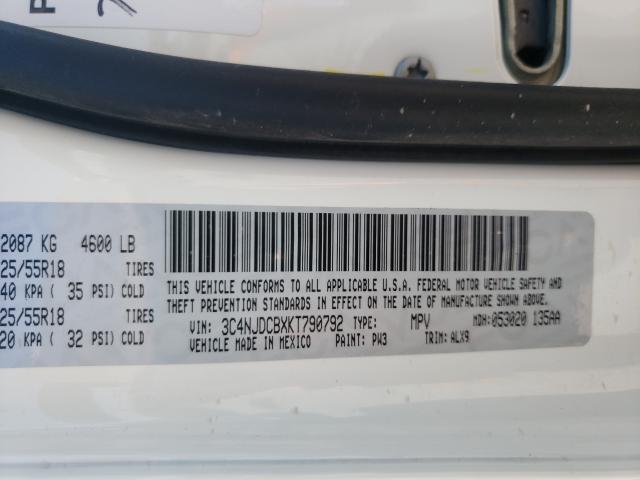 P
2087 KG 4600 LB
25/55R18 TIRES
40 KPA ( 35 PSI) COLD
25/55R18 TIRES
20 KPA ( 32 PSI) COLD
THIS VEHICLE CONFORMS TO ALL APPLICABLE U.S.A. FEDERAL MOTOR VEHICLE SAFETY AND
THEFT PREVENTION STANDARDS IN EFFECT ON THE DATE OF MANUFACTURE SHOWN ABOVE.
VIN: 3C4NJDCBXKT790792 TYPE: MPV MDH: 053020 135AA
VEHICLE MADE IN MEXICO PAINT: PW3 TRIM: ALX9